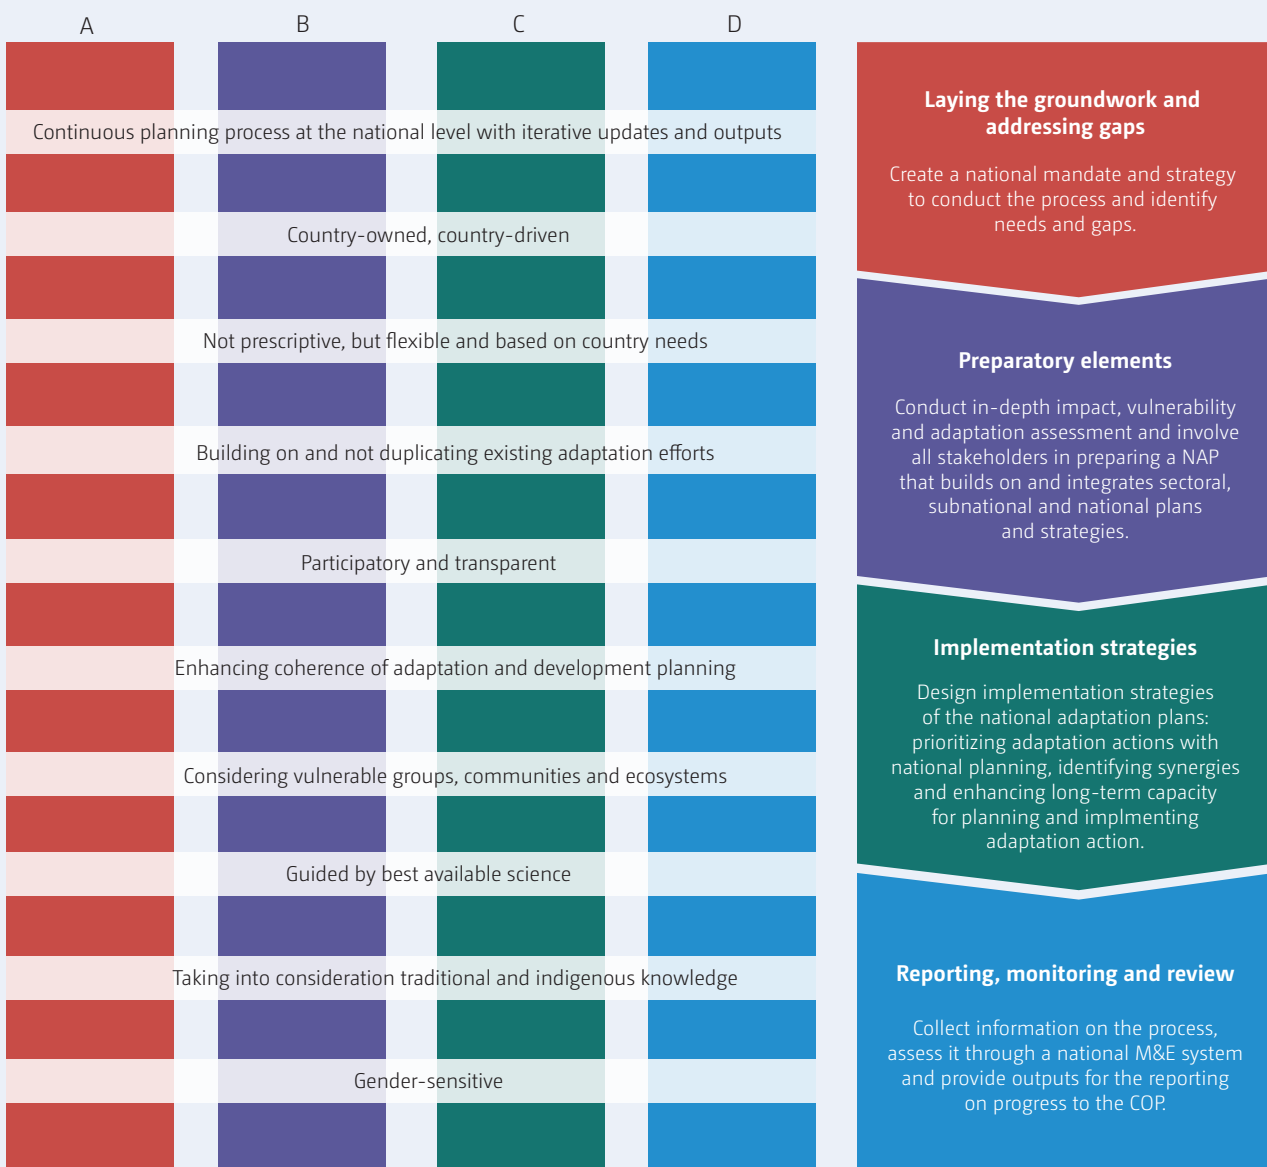 A
B
C
D
Continuous planning process at the national level with iterative updates and outputs
Country-owned, country-driven
Not prescriptive, but flexible and based on country needs
Building on and not duplicating existing adaptation efforts
Participatory and transparent
Enhancing coherence of adaptation and development planning
Considering vulnerable groups, communities and ecosystems
Guided by best available science
Taking into consideration traditional and indigenous knowledge
Gender-sensitive
Laying the groundwork and
addressing gaps
Create a national mandate and strategy
to conduct the process and identify
needs and gaps.
Preparatory elements
Conduct in-depth impact, vulnerability
and adaptation assessment and involve
all stakeholders in preparing a NAP
that builds on and integrates sectoral,
subnational and national plans
and strategies.
Implementation strategies
Design implementation strategies
of the national adaptation plans:
prioritizing adaptation actions with
national planning, identifying synergies
and enhancing long-term capacity
for planning and implmenting
adaptation action.
Reporting, monitoring and review
Collect information on the process,
assess it through a national M&E system
and provide outputs for the reporting
on progress to the COP.